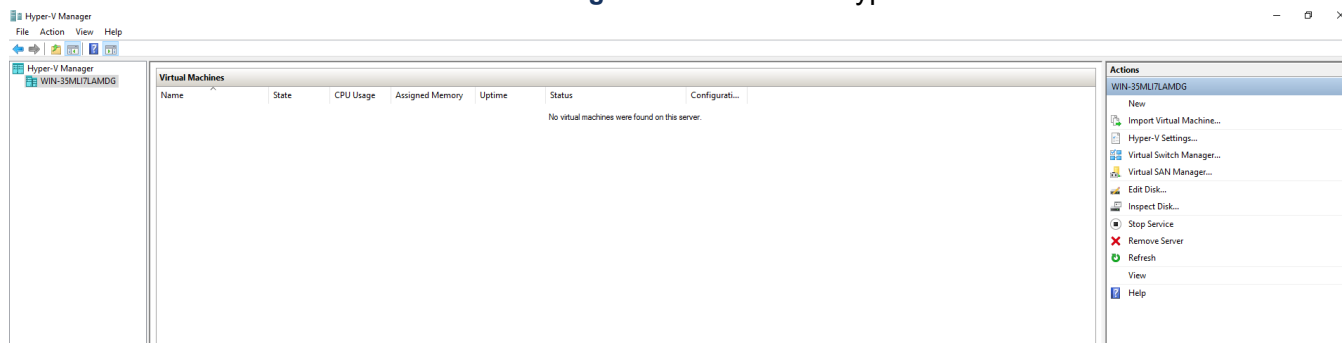 Hyper-V Manager
File Action View Help
Hyper-V Manager
WIN-35MLI7LAMDG
Virtual Machines
Name State CPU Usage Assigned Memory Uptime Status Configurati...
No virtual machines were found on this server.
Actions
WIN-35MLI7LAMDG
New
Import Virtual Machine...
Hyper-V Settings...
Virtual Switch Manager...
Virtual SAN Manager...
Edit Disk...
Inspect Disk...
Stop Service
Remove Server
Refresh
View
Help